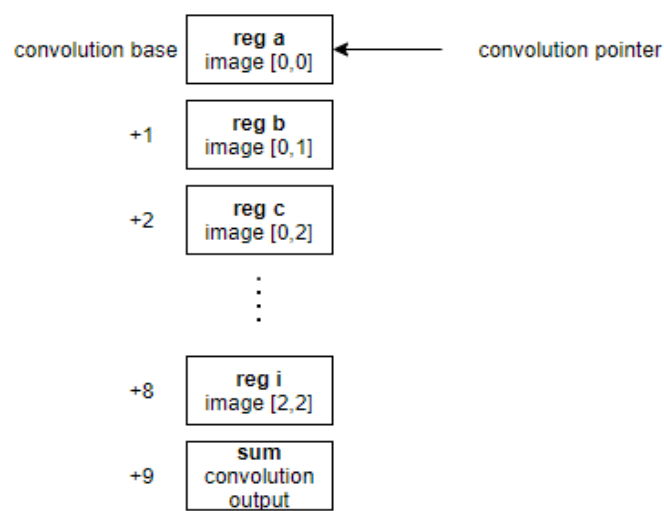 convolution base
reg a
image [0,0]
convolution pointer
+1
reg b
image [0,1]
+2
reg c
image [0,2]
+8
reg i
image [2,2]
+9
sum
convolution
output